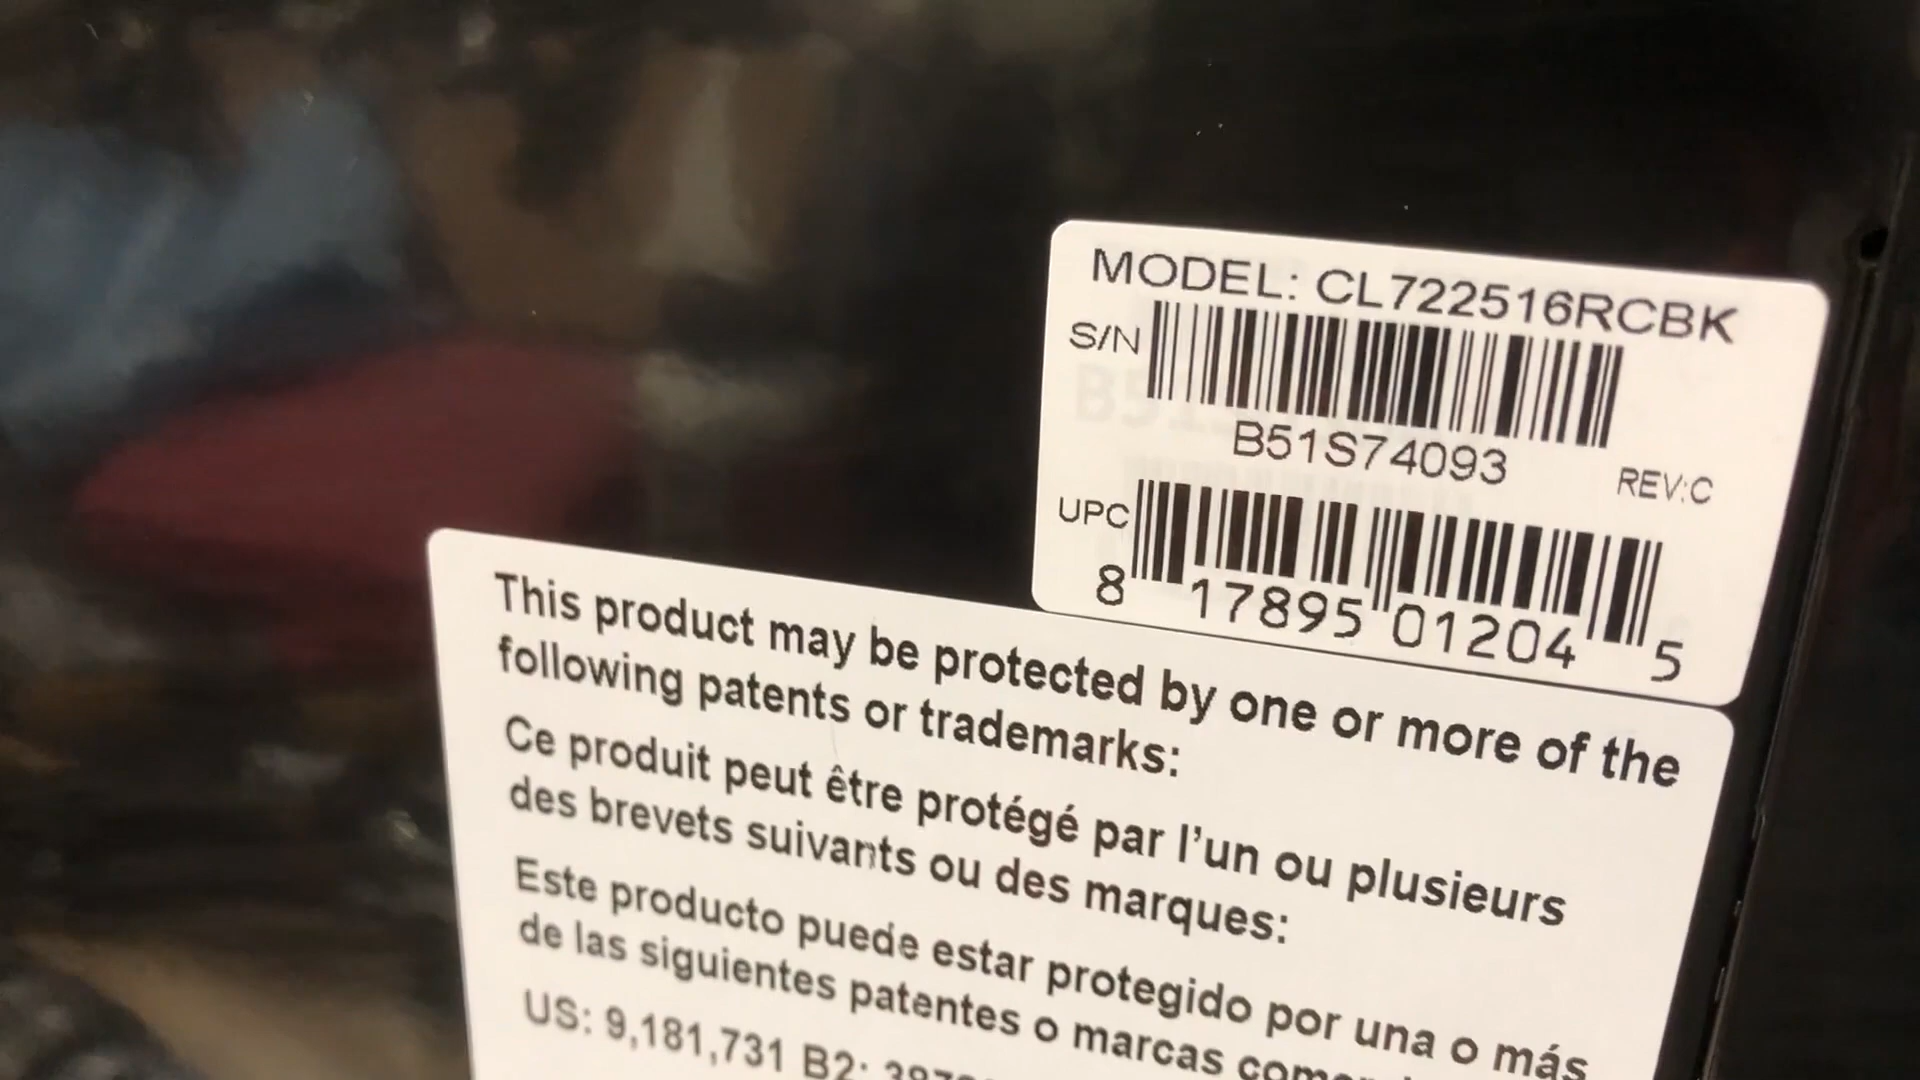 MODEL: CL722516RCBK
S/N
B51S74093
REV:C
UPC
8 17895 01204 5
This product may be protected by one or more of the
following patents or trademarks:
Ce produit peut être protégé par l'un ou plusieurs
des brevets suivants ou des marques:
Este producto puede estar protegido por una o más
de las siguientes patentes o marcas
US: 9,181,731 B2;